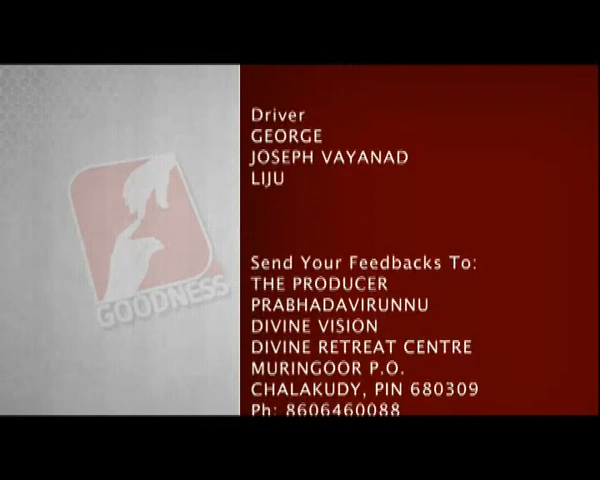 Driver
GEORGE
JOSEPH VAYANAD
LIJU
GOODNESS
Send Your Feedbacks To:
THE PRODUCER
PRABHADAVIRUNNU
DIVINE VISION
DIVINE RETREAT CENTRE
MURINGOOR P.O.
CHALAKUDY, PIN 680309
Ph: 8606460088